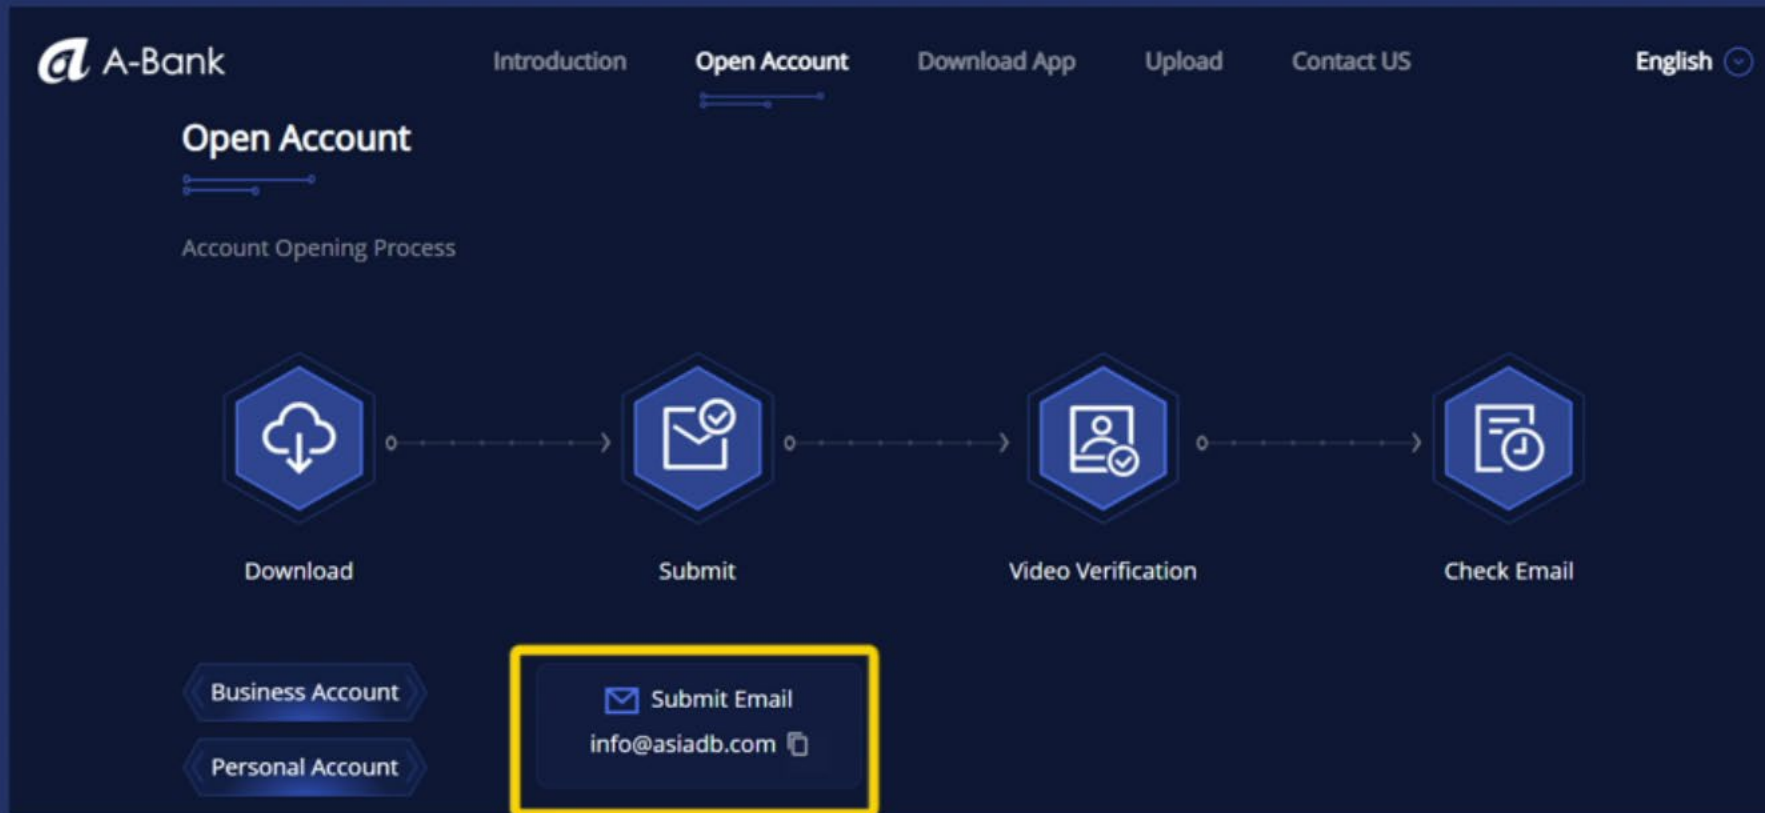 A-Bank
Introduction Open Account Download App Upload Contact US English
Open Account
Account Opening Process
Download Submit Video Verification Check Email
Business Account
Personal Account
Submit Email
info@asiadb.com